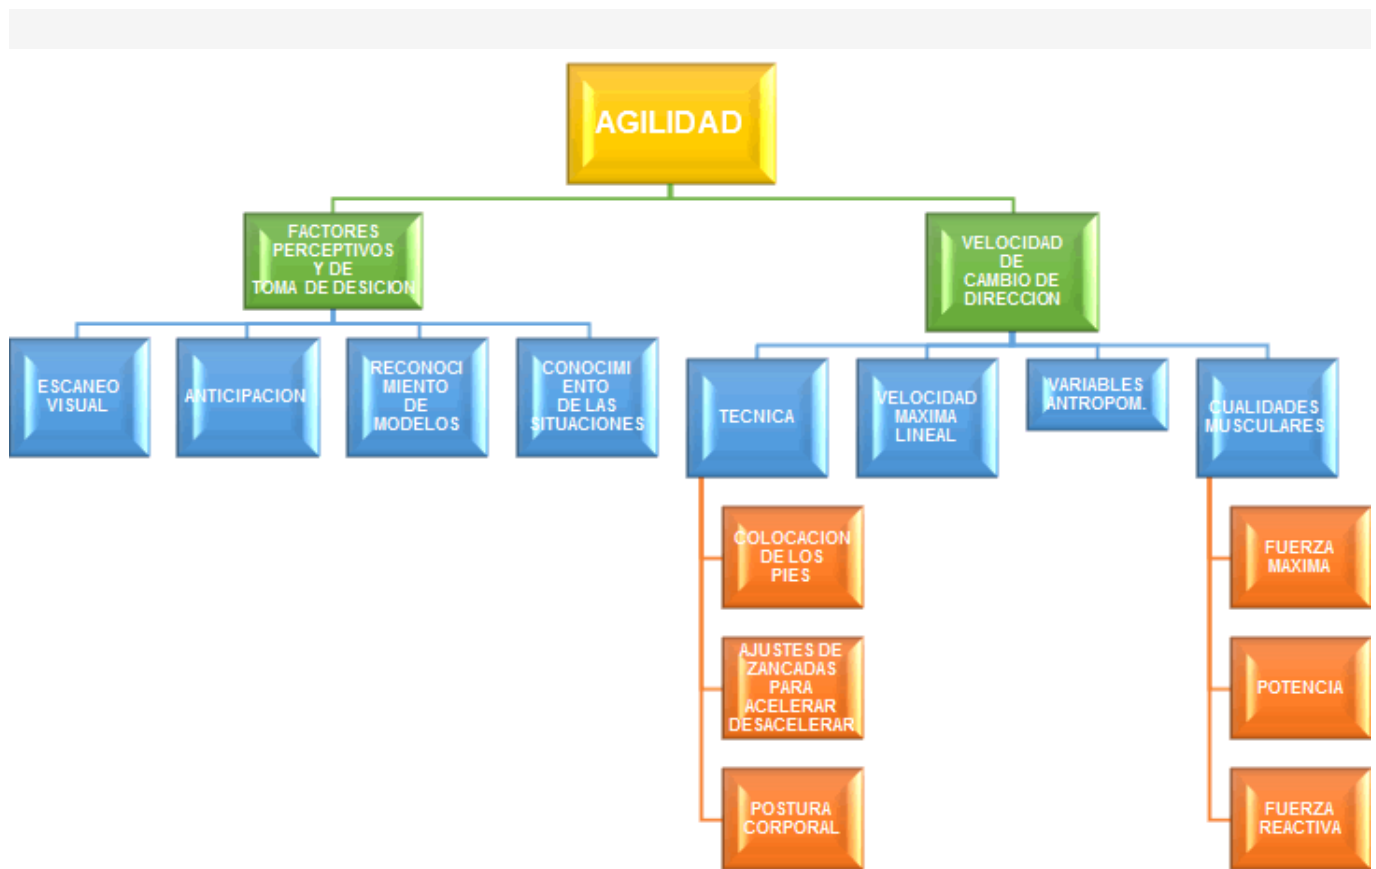 AGILIDAD
FACTORES
PERCEPTIVOS
Y DE
TOMA DE DESICION
VELOCIDAD
DE
CAMBIO DE
DIRECCION
ESCANEO
VISUAL
ANTICIPACION
RECONOCI
MIENTO
DE
MODELOS
CONOCIMI
ENTO
DE LAS
SITUACIONES
TECNICA
VELOCIDAD
MAXIMA
LINEAL
VARIABLES
ANTROPOM.
CUALIDADES
MUSCULARES
COLOCACION
DE LOS
PIES
FUERZA
MAXIMA
AJUSTES DE
ZANCADAS
PARA
ACELERAR
DESACELERAR
POTENCIA
POSTURA
CORPORAL
FUERZA
REACTIVA